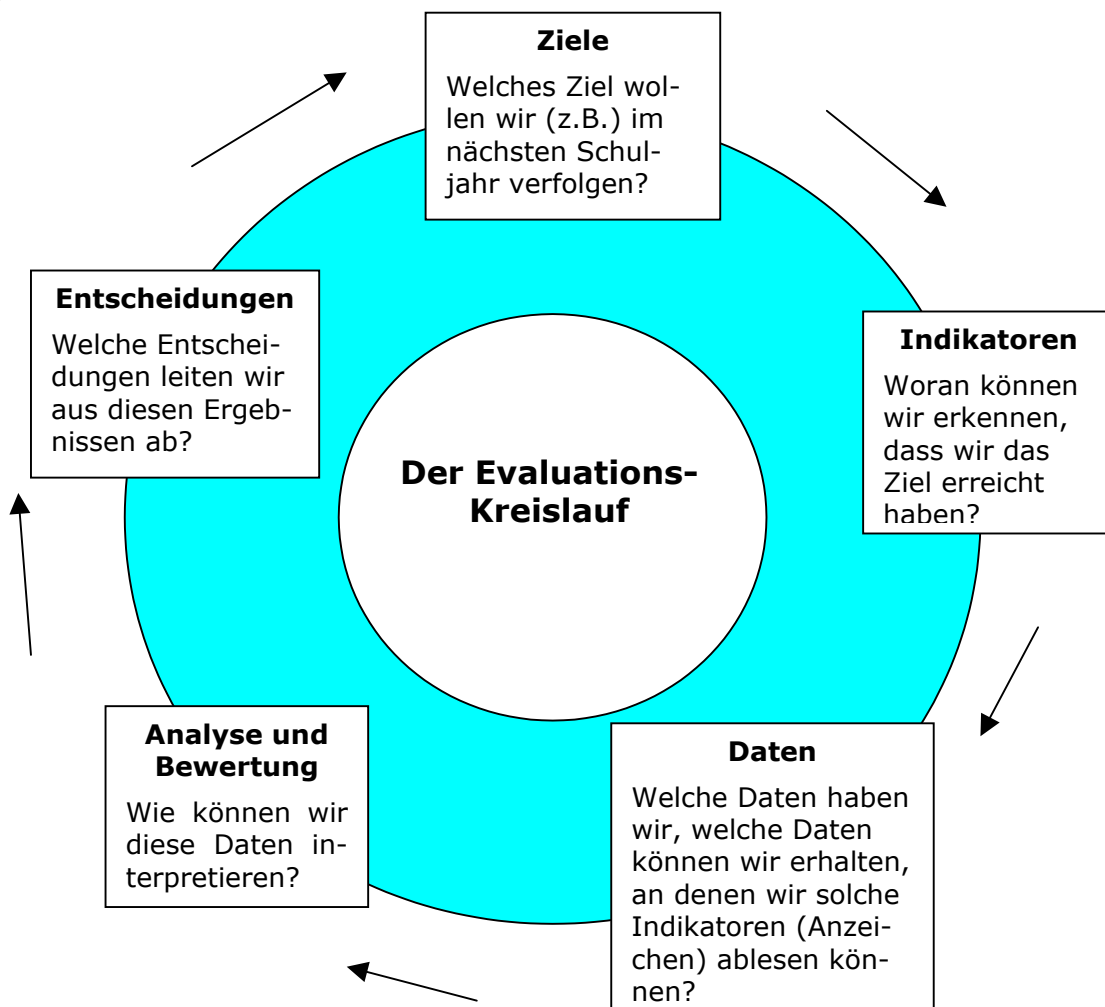 Ziele
Welches Ziel wol-
len wir (z.B.) im
nächsten Schul-
jahr verfolgen?
Indikatoren
Woran können
wir erkennen,
dass wir das
Ziel erreicht
haben?
Daten
Welche Daten haben
wir, welche Daten
können wir erhalten,
an denen wir solche
Indikatoren (Anzei-
chen) ablesen kön-
nen?
Analyse und
Bewertung
Wie können wir
diese Daten in-
terpretieren?
Entscheidungen
Welche Entschei-
dungen leiten wir
aus diesen Ergeb-
nissen ab?
Der Evaluations-
Kreislauf